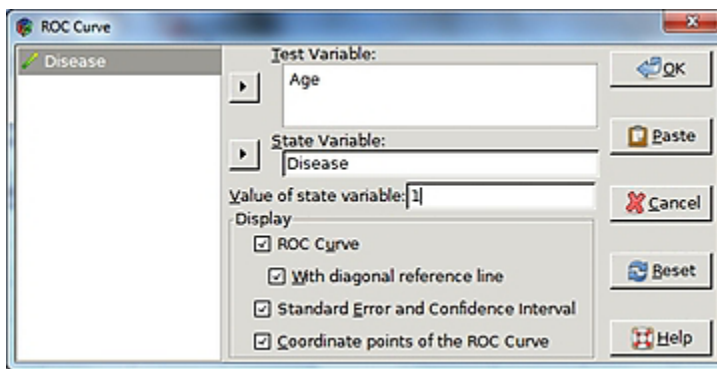 ROC Curve
Disease
Test Variable:
Age
State Variable:
Disease
Value of state variable: 1
Display
ROC Curve
With diagonal reference line
Standard Error and Confidence Interval
Coordinate points of the ROC Curve
OK
Paste
Cancel
Reset
Help